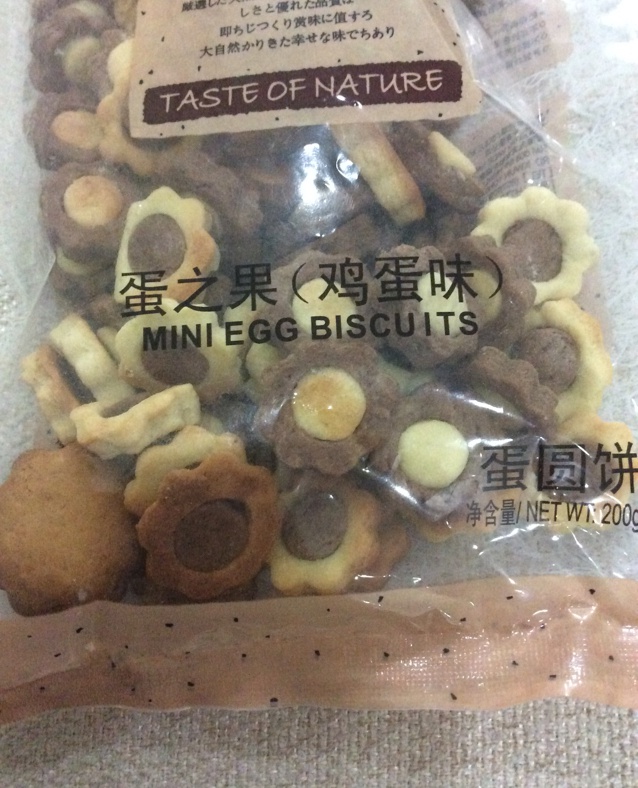 しさと優れた品質は
即ちじつくり賞味に值すろ
大自然かりきた幸せな味でちあり
TASTE OF NATURE
蛋之果（鸡蛋味）
MINI EGG BISCUITS
蛋圆饼
净含量/ NET WT: 200g